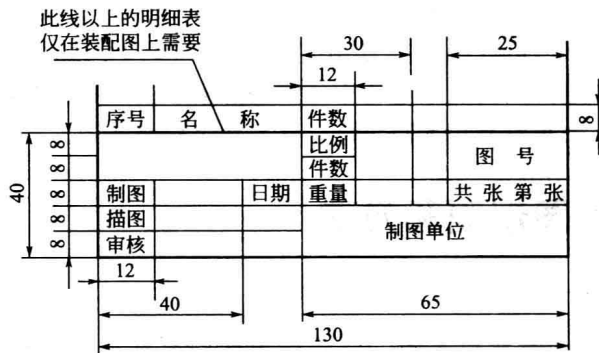 此线以上的明细表
仅在装配图上需要
30
25
12
序号 名 称 件数
8
比例
图 号
8
件数
8
40
制图 日期 重量 共 张 第 张
8
描图
制图单位
8
审核
8
12
40
65
130